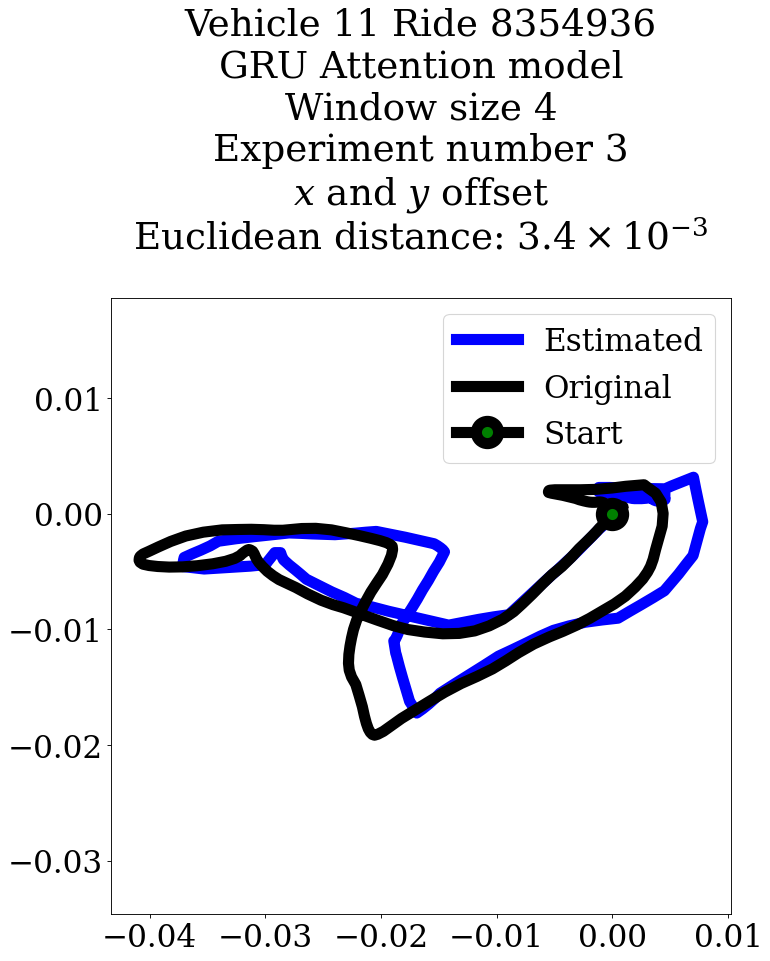 Vehicle 11 Ride 8354936
GRU Attention model
Window size 4
Experiment number 3
x and y offset
Euclidean distance: 3.4 × 10⁻³
Estimated
Original
Start
0.01
0.00
−0.01
−0.02
−0.03
−0.04 −0.03 −0.02 −0.01 0.00 0.01